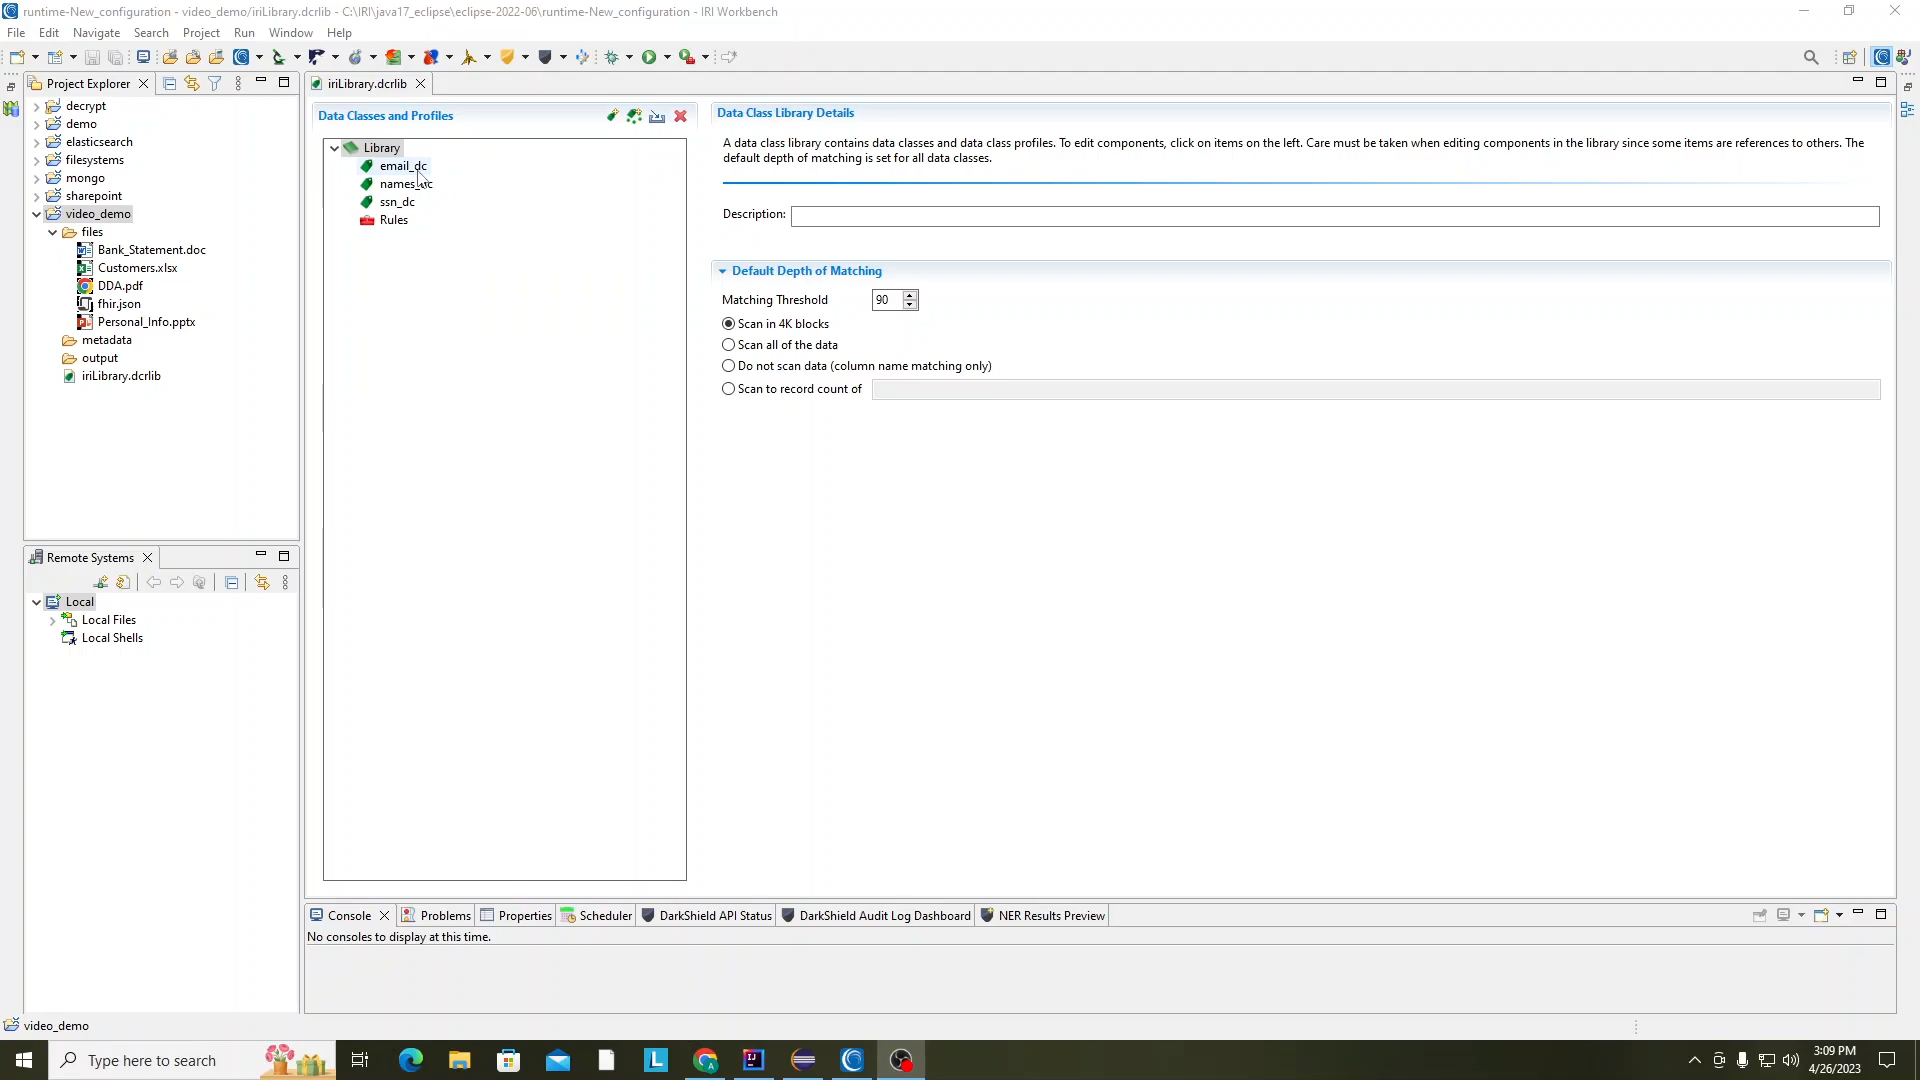 runtime-New_configuration - video_demo/iriLibrary.dcrlib - C:\IRI\java17_eclipse\eclipse-2022-06\runtime-New_configuration - IRI Workbench
File Edit Navigate Search Project Run Window Help
Project Explorer
iriLibrary.dcrlib
decrypt
demo
elasticsearch
filesystems
mongo
sharepoint
video_demo
files
Bank_Statement.doc
Customers.xlsx
DDA.pdf
fhir.json
Personal_Info.pptx
metadata
output
iriLibrary.dcrlib
Data Classes and Profiles
Library
email_dc
names_dc
ssn_dc
Rules
Data Class Library Details
A data class library contains data classes and data class profiles. To edit components, click on items on the left. Care must be taken when editing components in the library since some items are references to others. The
default depth of matching is set for all data classes.
Description:
Default Depth of Matching
Matching Threshold 90
Scan in 4K blocks
Scan all of the data
Do not scan data (column name matching only)
Scan to record count of
Remote Systems
Local
Local Files
Local Shells
Console Problems Properties Scheduler DarkShield API Status DarkShield Audit Log Dashboard NER Results Preview
No consoles to display at this time.
video_demo
Type here to search
3:09 PM
4/26/2023